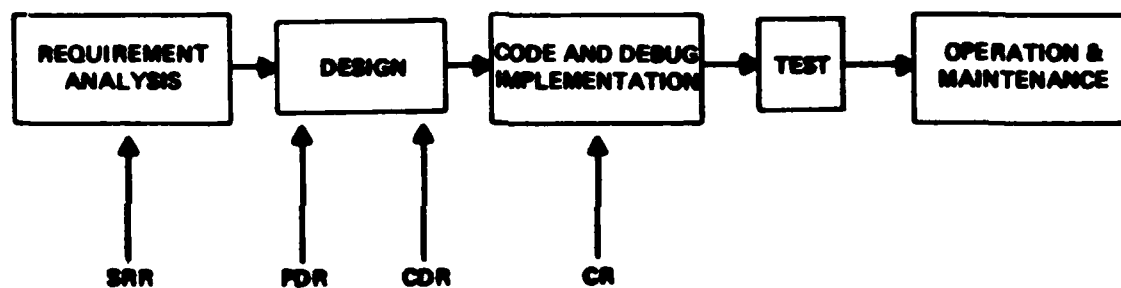 REQUIREMENT
ANALYSIS
DESIGN
CODE AND DEBUG
IMPLEMENTATION
TEST
OPERATION &
MAINTENANCE
SRR
PDR
CDR
CR